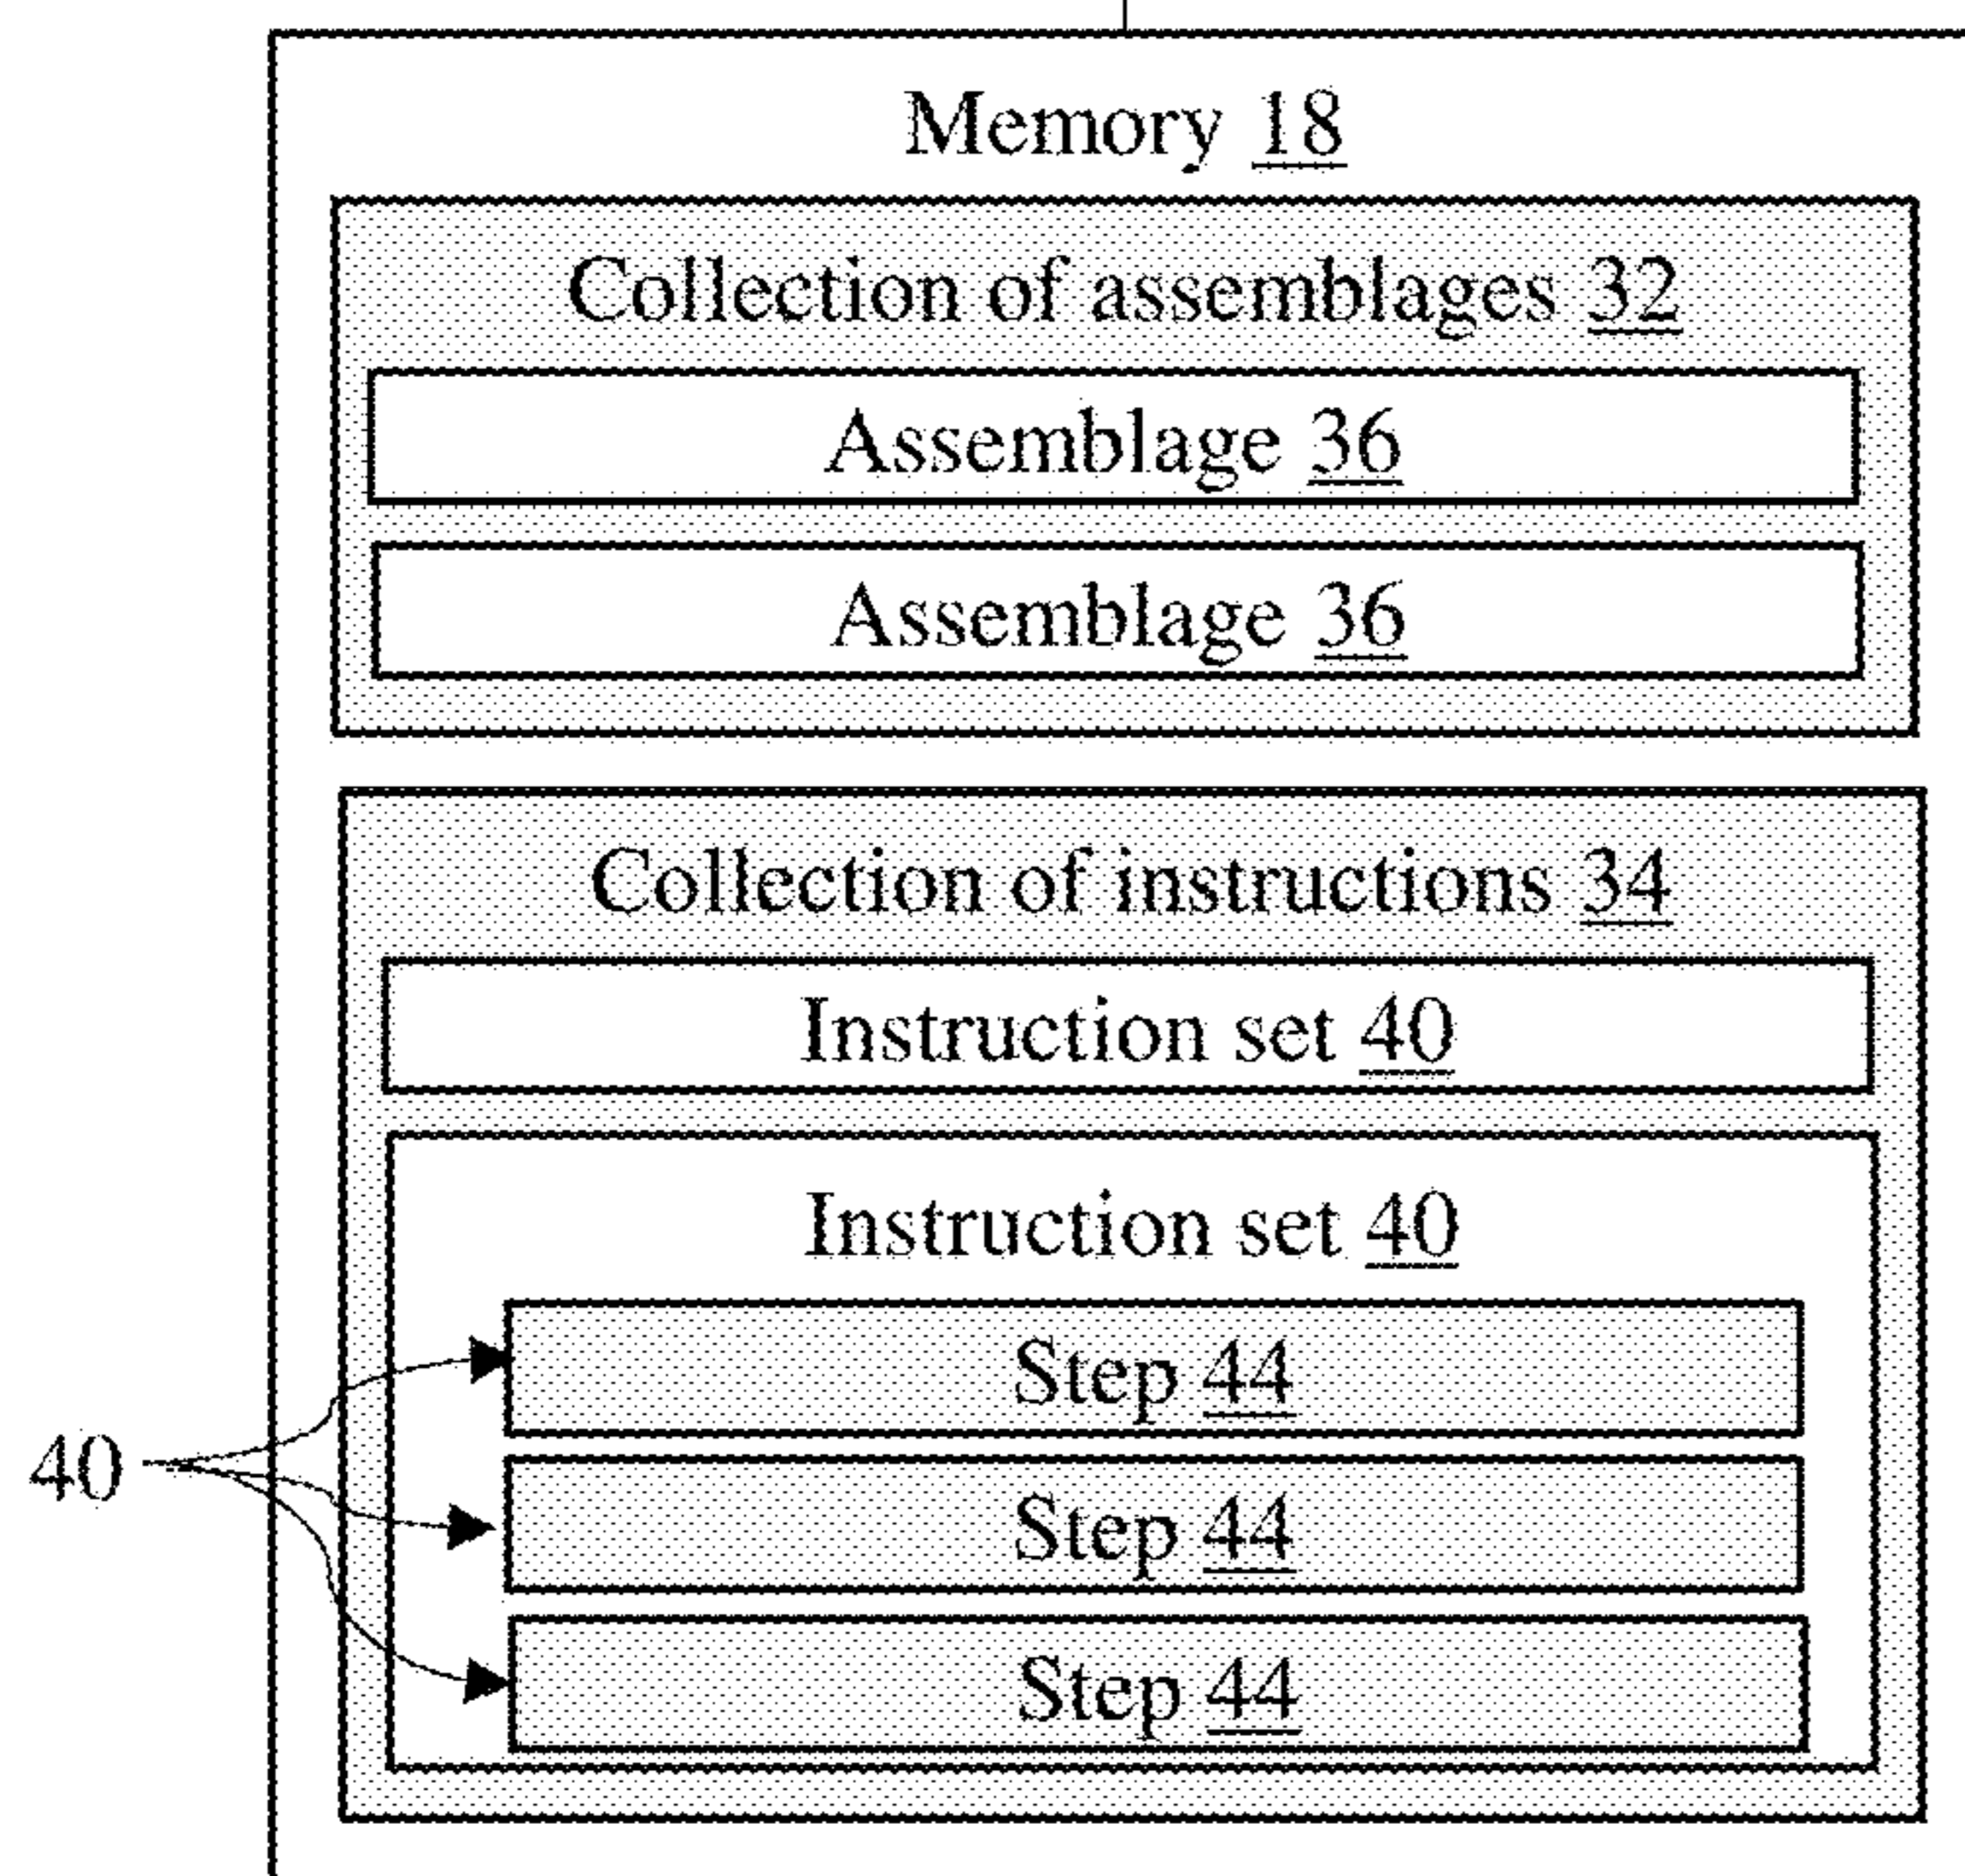 Memory 18
Collection of assemblages 32
Assemblage 36
Assemblage 36
Collection of instructions 34
Instruction set 40
Instruction set 40
Step 44
40
Step 44
Step 44